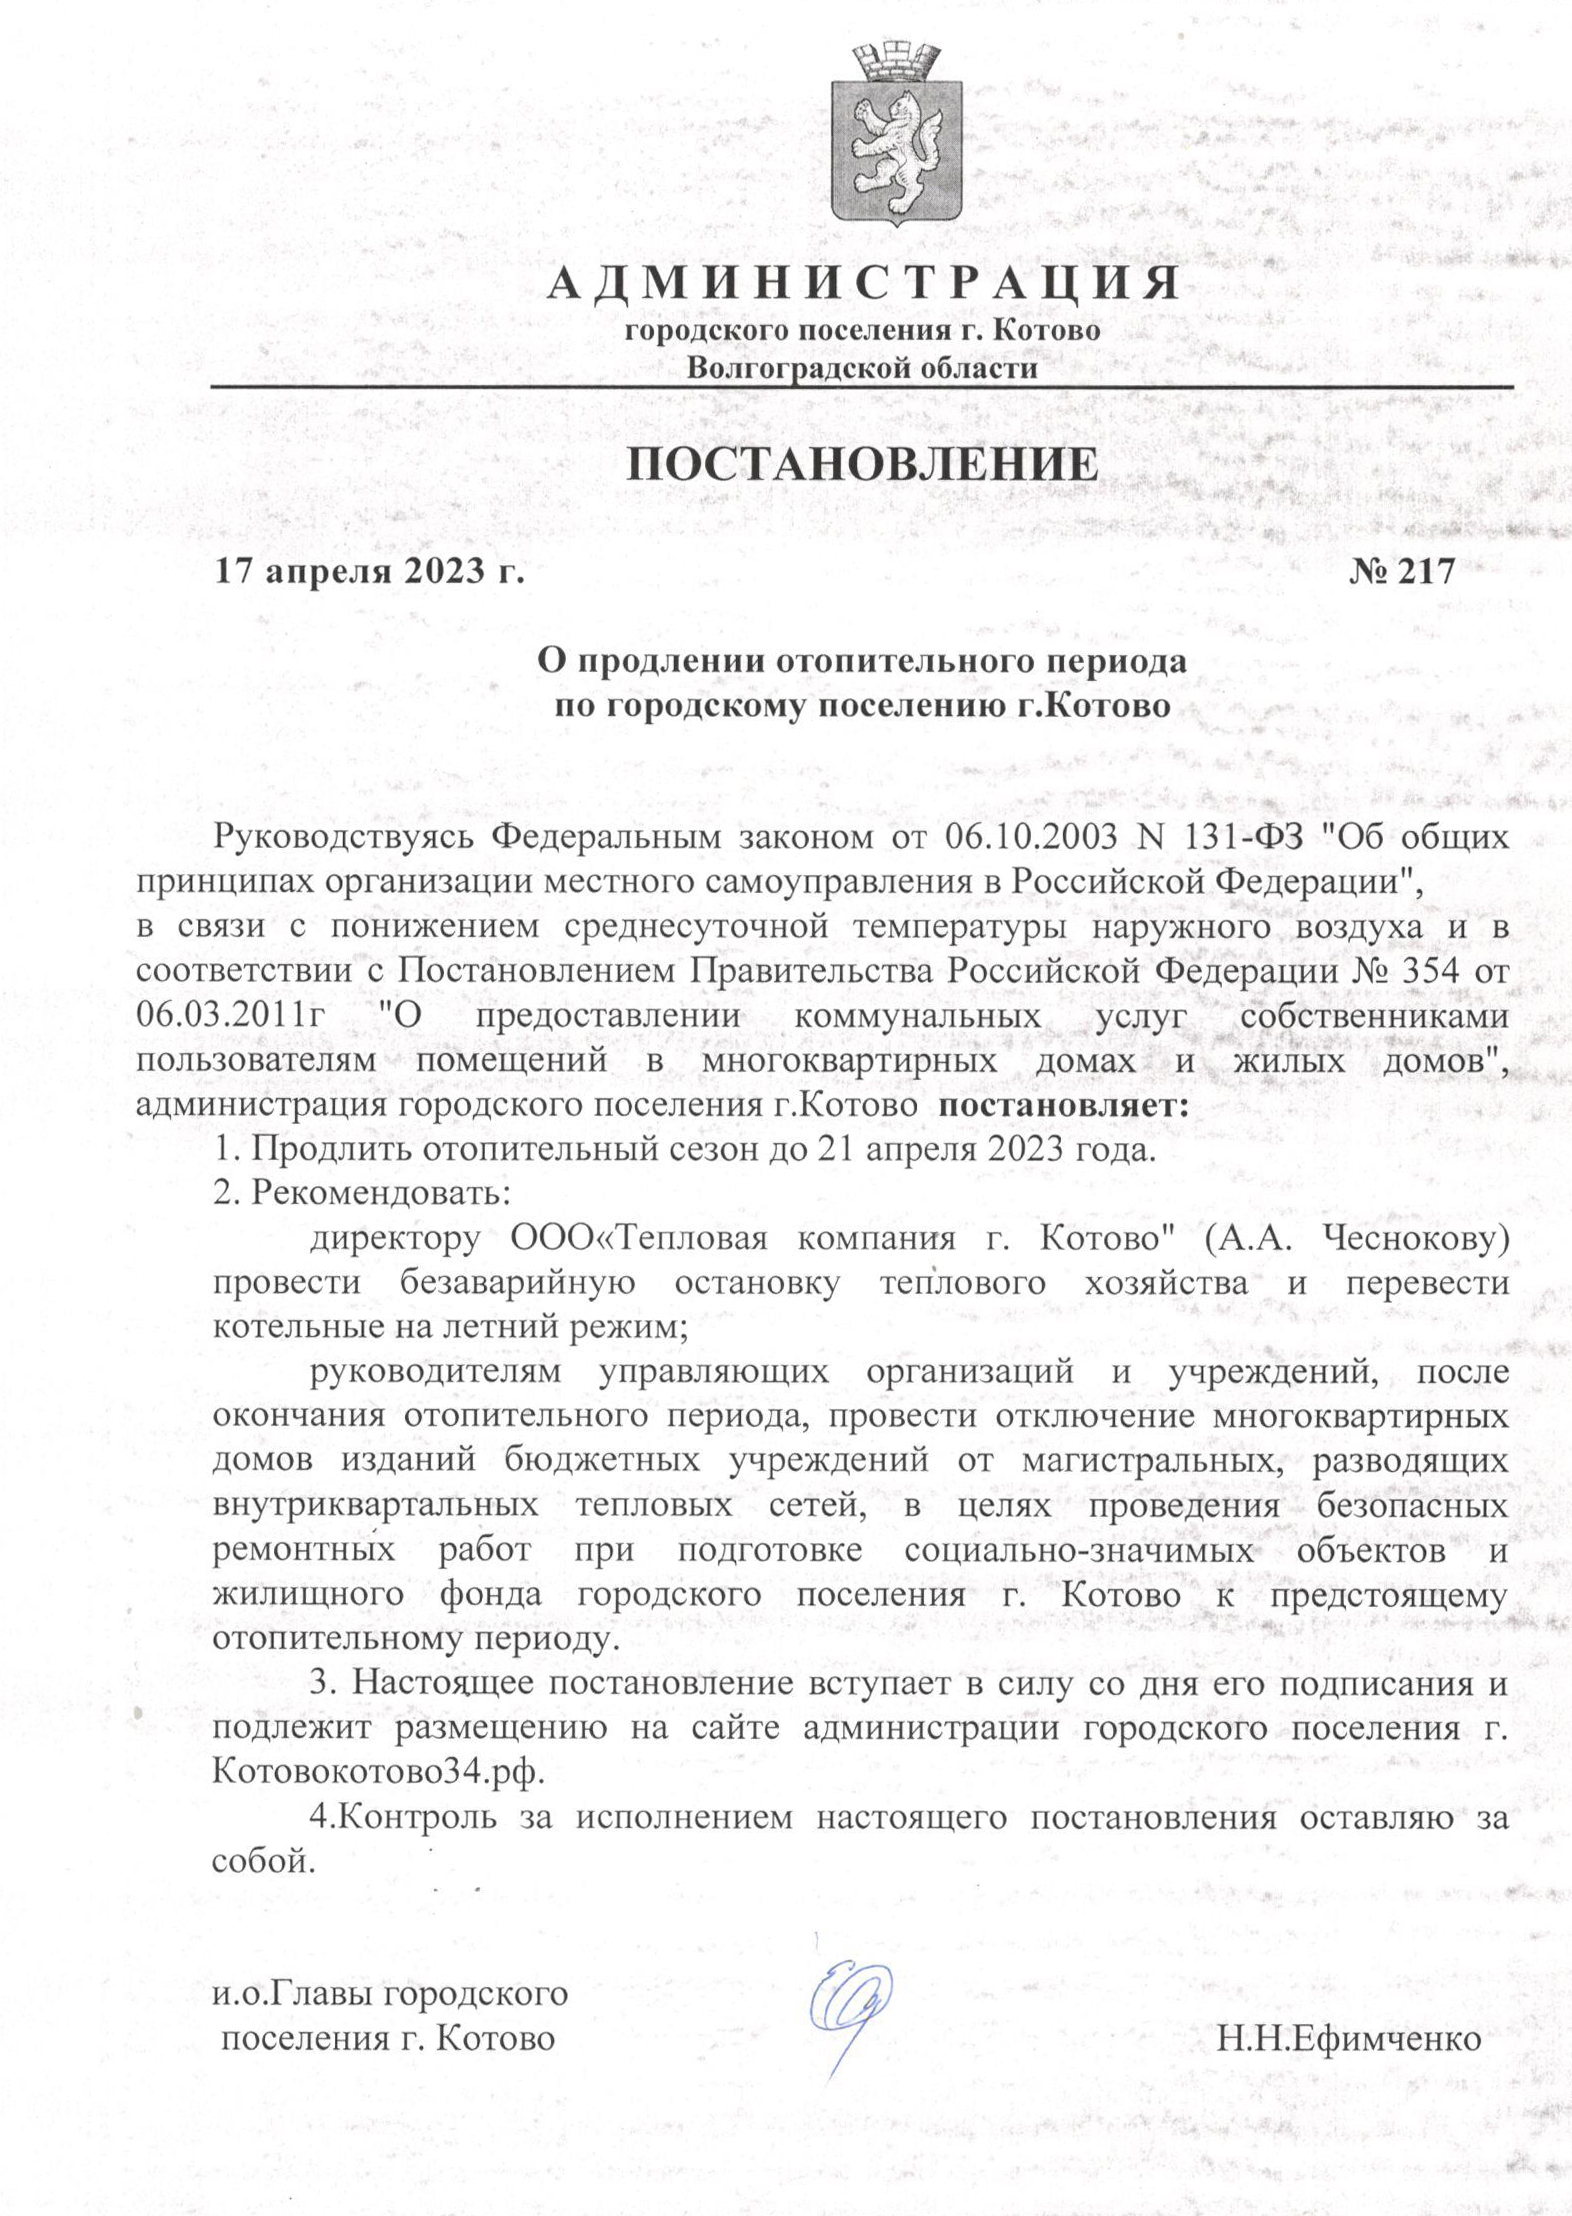 АДМИНИСТРАЦИЯ
городского поселения г. Котово
Волгоградской области
ПОСТАНОВЛЕНИЕ
17 апреля 2023 г. № 217
О продлении отопительного периода
по городскому поселению г.Котово
Руководствуясь Федеральным законом от 06.10.2003 N 131-ФЗ "Об общих
принципах организации местного самоуправления в Российской Федерации",
в связи с понижением среднесуточной температуры наружного воздуха и в
соответствии с Постановлением Правительства Российской Федерации № 354 от
06.03.2011г "О предоставлении коммунальных услуг собственниками
пользователям помещений в многоквартирных домах и жилых домов",
администрация городского поселения г.Котово постановляет:
1. Продлить отопительный сезон до 21 апреля 2023 года.
2. Рекомендовать:
директору ООО«Тепловая компания г. Котово" (А.А. Чеснокову)
провести безаварийную остановку теплового хозяйства и перевести
котельные на летний режим;
руководителям управляющих организаций и учреждений, после
окончания отопительного периода, провести отключение многоквартирных
домов изданий бюджетных учреждений от магистральных, разводящих
внутриквартальных тепловых сетей, в целях проведения безопасных
ремонтных работ при подготовке социально-значимых объектов и
жилищного фонда городского поселения г. Котово к предстоящему
отопительному периоду.
3. Настоящее постановление вступает в силу со дня его подписания и
подлежит размещению на сайте администрации городского поселения г.
Котовокотово34.рф.
4.Контроль за исполнением настоящего постановления оставляю за
собой.
и.о.Главы городского
поселения г. Котово Н.Н.Ефимченко